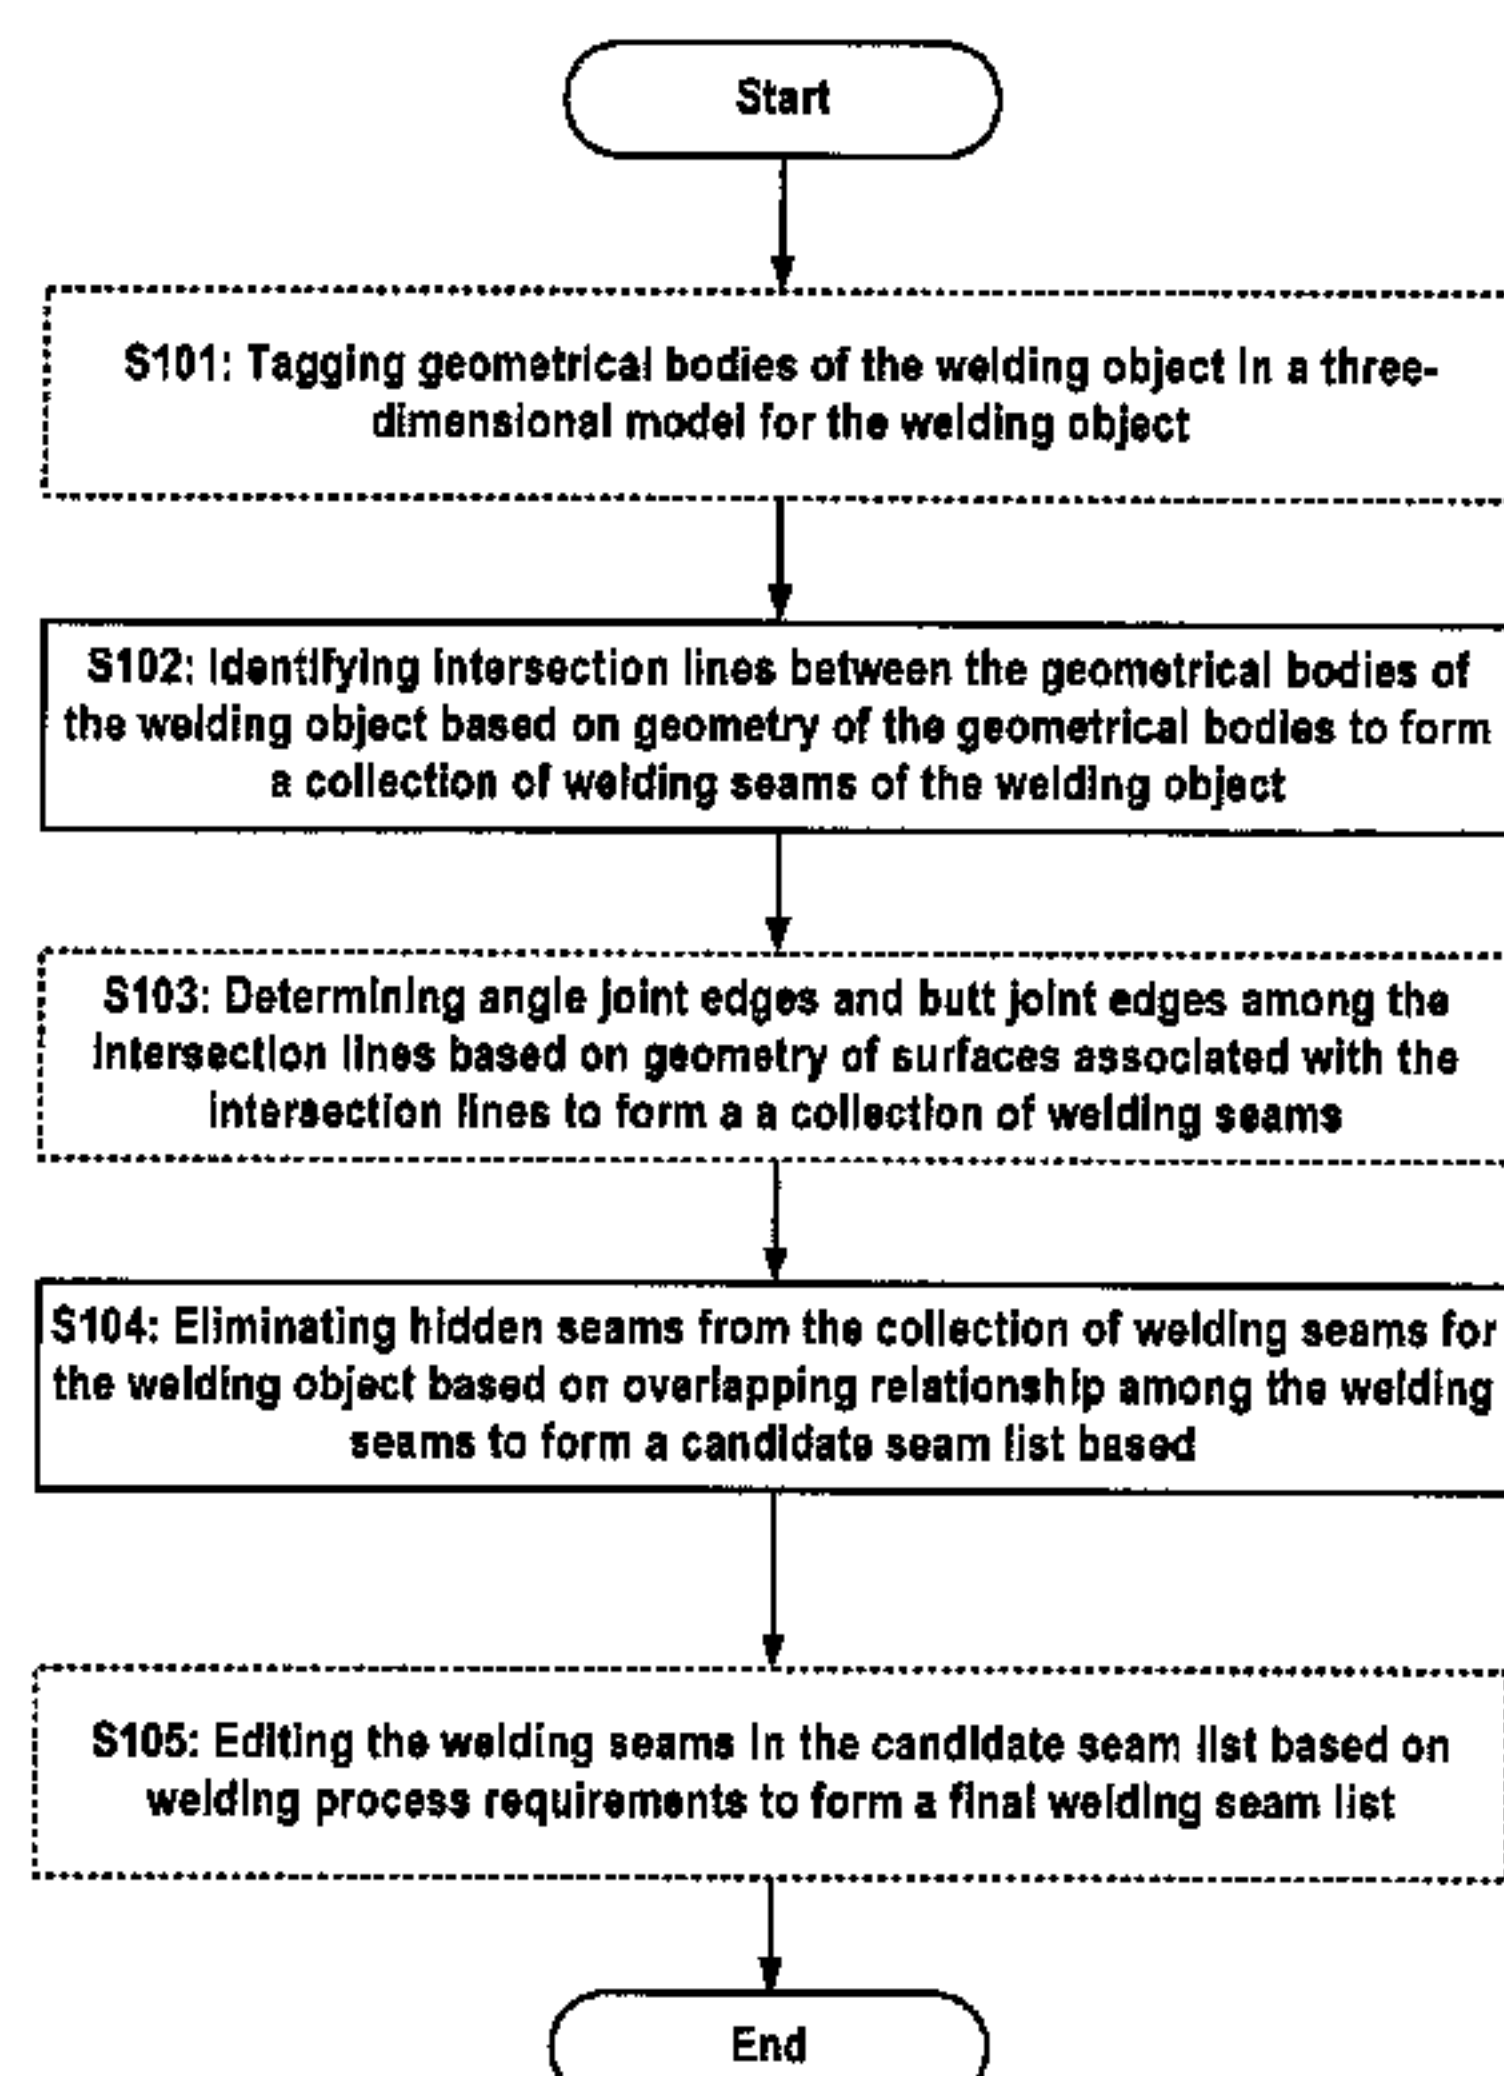 Start
S101: Tagging geometrical bodies of the welding object in a three-
dimensional model for the welding object
S102: Identifying intersection lines between the geometrical bodies of
the welding object based on geometry of the geometrical bodies to form
a collection of welding seams of the welding object
S103: Determining angle joint edges and butt joint edges among the
intersection lines based on geometry of surfaces associated with the
intersection lines to form a a collection of welding seams
S104: Eliminating hidden seams from the collection of welding seams for
the welding object based on overlapping relationship among the welding
seams to form a candidate seam list based
S105: Editing the welding seams in the candidate seam list based on
welding process requirements to form a final welding seam list
End